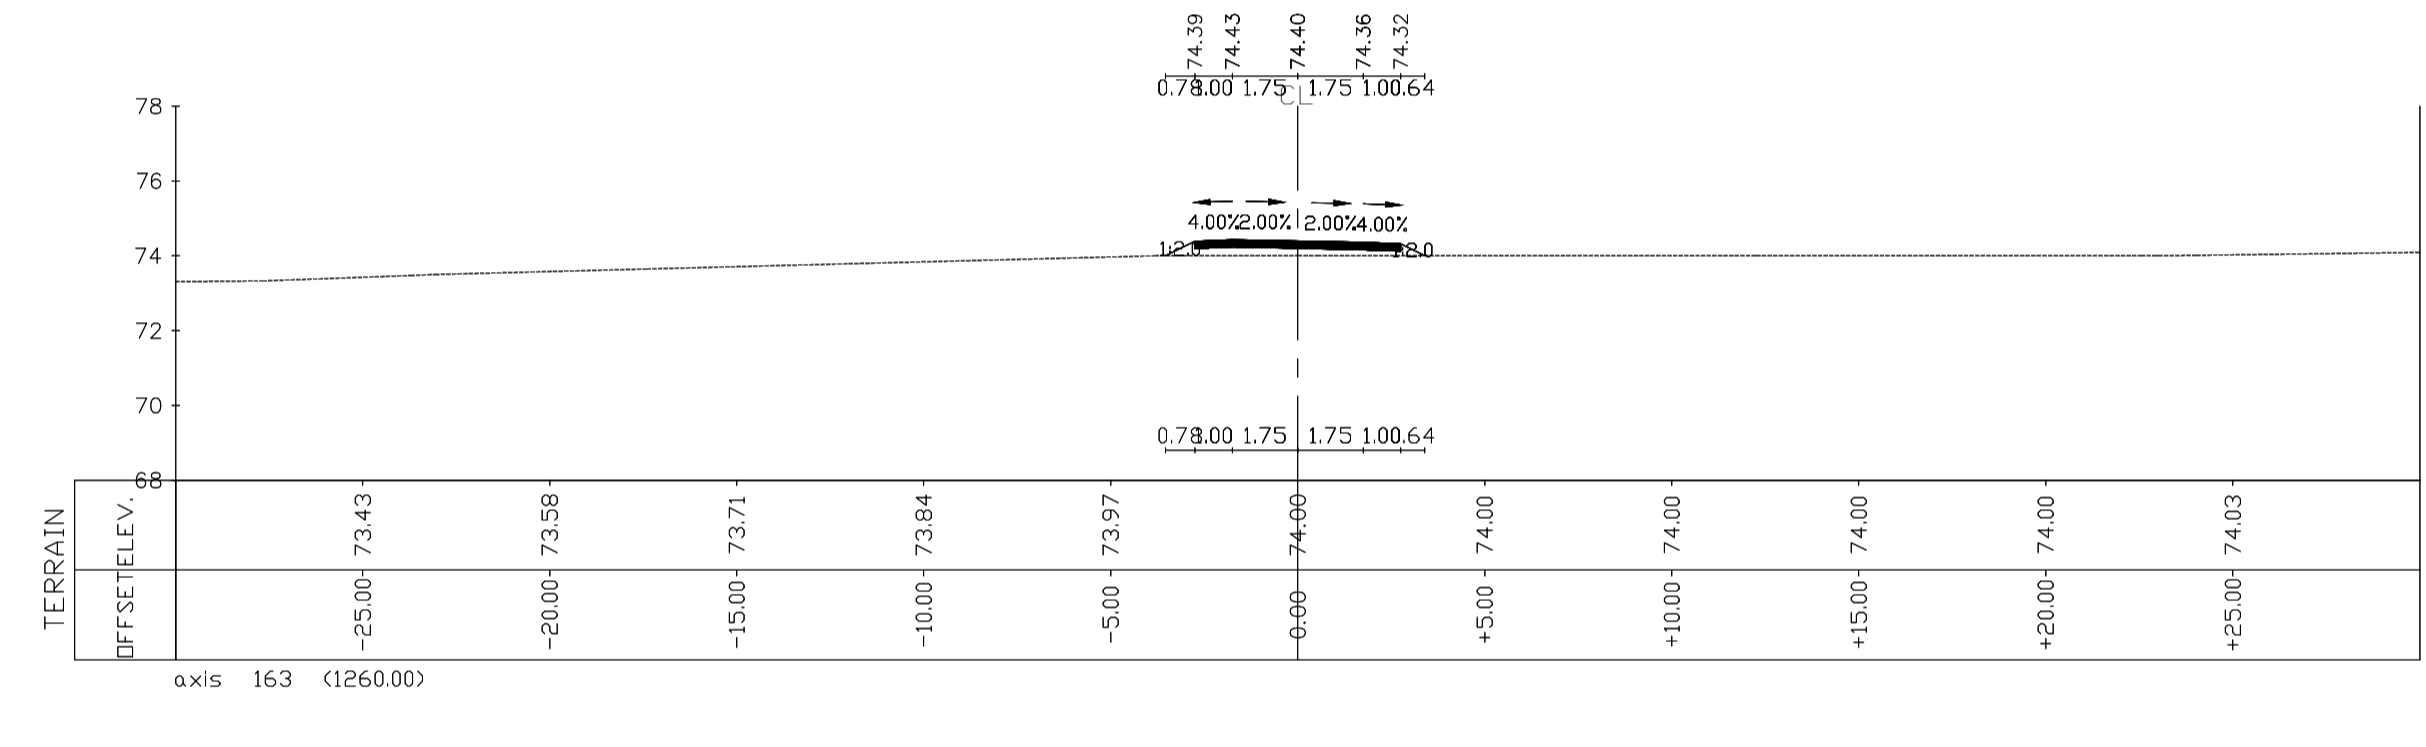 74.39 74.43 74.40 74.36 74.32
0.78 1.00 1.75 1.75 1.00 0.64
CL
78
76
4.00% 2.00% 2.00% 4.00%
74
1:2.0 1:2.0
72
70
0.78 1.00 1.75 1.75 1.00 0.64
68
TERRAIN
ELEV. 73.43 73.58 73.71 73.84 73.97 74.00 74.00 74.00 74.00 74.00 74.03
OFFSET -25.00 -20.00 -15.00 -10.00 -5.00 0.00 +5.00 +10.00 +15.00 +20.00 +25.00
axis 163 (1260.00)